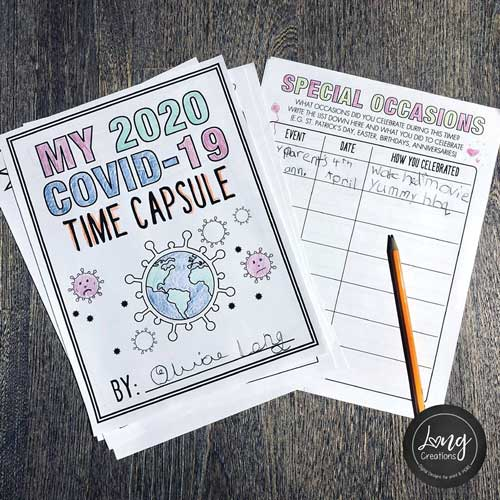 MY 2020
COVID-19
TIME CAPSULE
BY: Olivia Long
SPECIAL OCCASIONS
WHAT OCCASIONS DID YOU CELEBRATE DURING THIS TIME?
WRITE THE LIST DOWN HERE AND WHAT YOU DID TO CELEBRATE
(E.G. ST. PATRICK'S DAY, EASTER, BIRTHDAYS, ANNIVERSARIES)
EVENT DATE HOW YOU CELEBRATED
parents 4th watched movie
ann. April Yummy bbq
Long
Creations